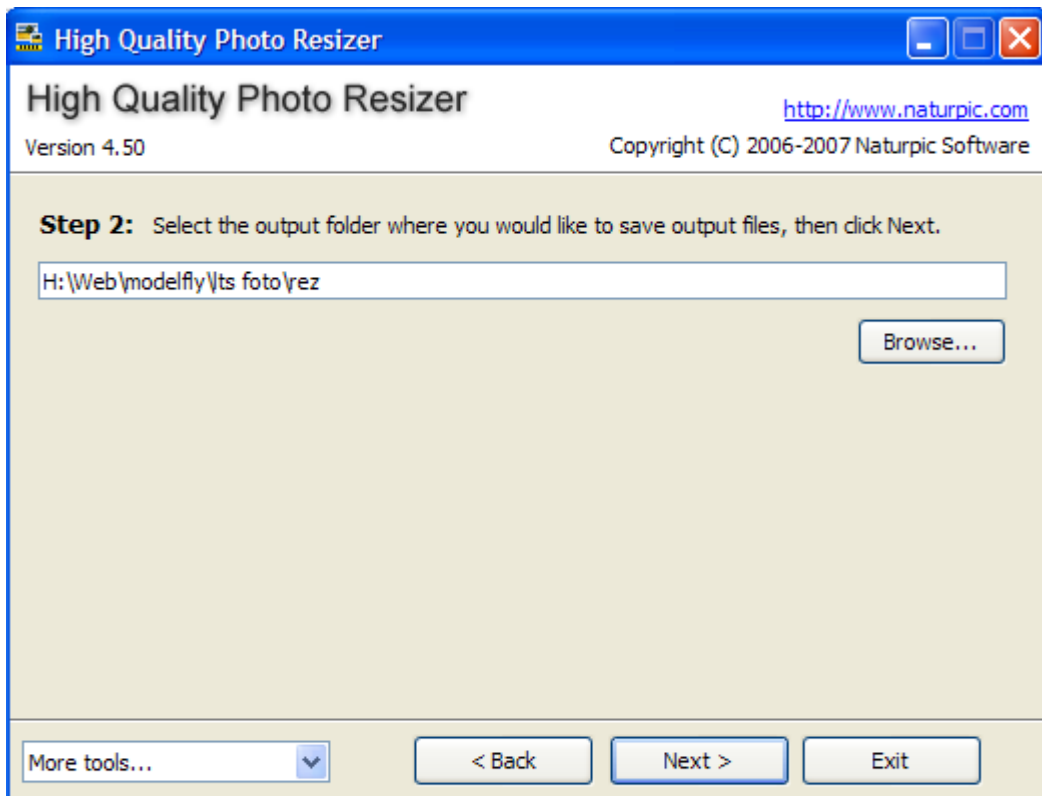 High Quality Photo Resizer
High Quality Photo Resizer
http://www.naturpic.com
Version 4.50
Copyright (C) 2006-2007 Naturpic Software
Step 2: Select the output folder where you would like to save output files, then click Next.
H:\Web\modelfly\lts foto\rez
Browse...
More tools...
< Back
Next >
Exit